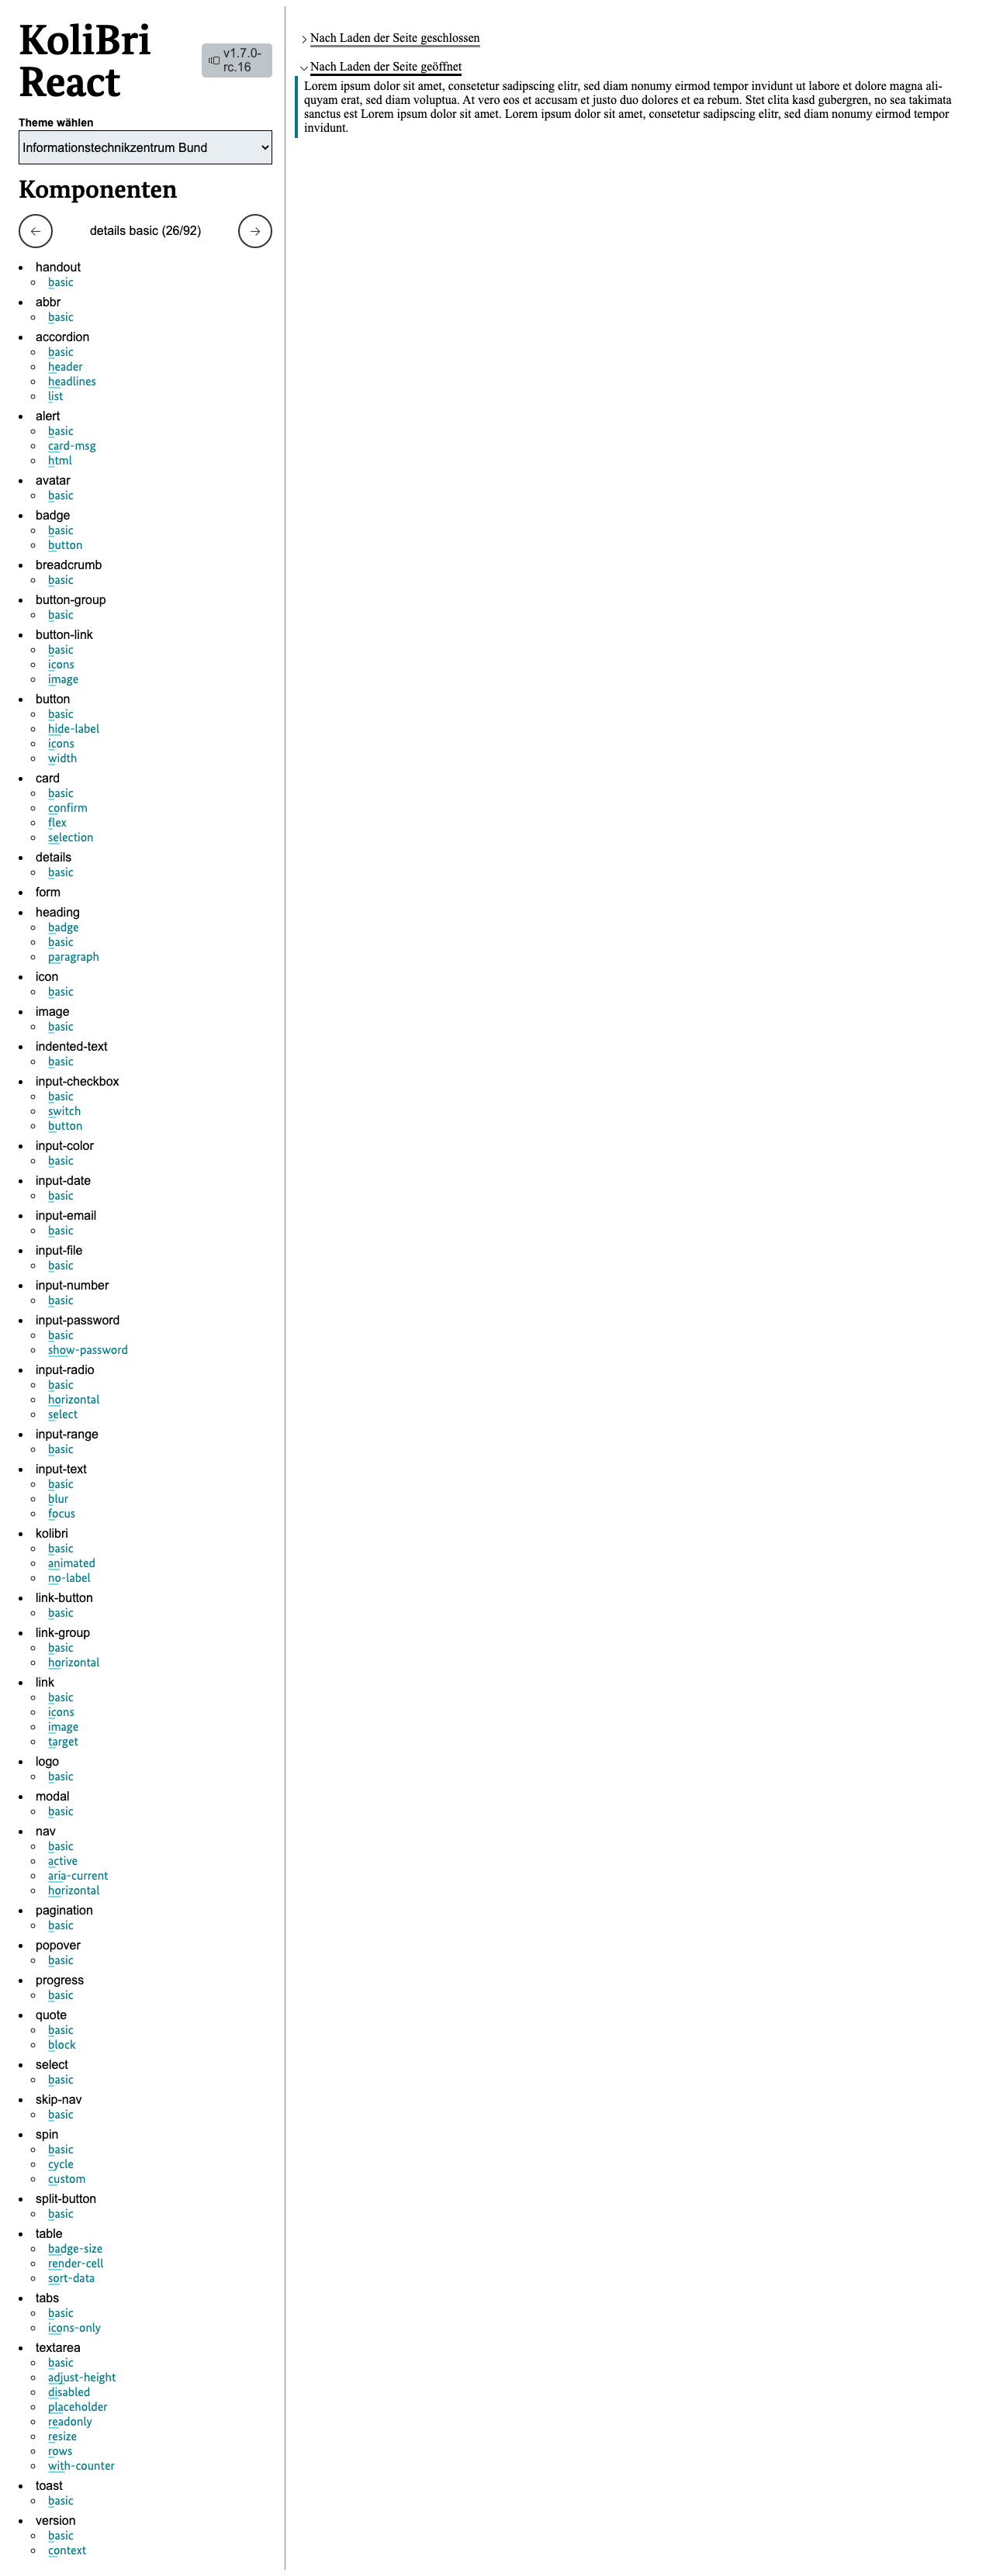 KoliBri
React
v1.7.0-
rc.16
Theme wählen
Informationstechnikzentrum Bund
Komponenten
details basic (26/92)
handout
basic
abbr
basic
accordion
basic
header
headlines
list
alert
basic
card-msg
html
avatar
basic
badge
basic
button
breadcrumb
basic
button-group
basic
button-link
basic
icons
image
button
basic
hide-label
icons
width
card
basic
confirm
flex
selection
details
basic
form
heading
badge
basic
paragraph
icon
basic
image
basic
indented-text
basic
input-checkbox
basic
switch
button
input-color
basic
input-date
basic
input-email
basic
input-file
basic
input-number
basic
input-password
basic
show-password
input-radio
basic
horizontal
select
input-range
basic
input-text
basic
blur
focus
kolibri
basic
animated
no-label
link-button
basic
link-group
basic
horizontal
link
basic
icons
image
target
logo
basic
modal
basic
nav
basic
active
aria-current
horizontal
pagination
basic
popover
basic
progress
basic
quote
basic
block
select
basic
skip-nav
basic
spin
basic
cycle
custom
split-button
basic
table
badge-size
render-cell
sort-data
tabs
basic
icons-only
textarea
basic
adjust-height
disabled
placeholder
readonly
resize
rows
with-counter
toast
basic
version
basic
context
Nach Laden der Seite geschlossen
Nach Laden der Seite geöffnet
Lorem ipsum dolor sit amet, consetetur sadipscing elitr, sed diam nonumy eirmod tempor invidunt ut labore et dolore magna ali-
quyam erat, sed diam voluptua. At vero eos et accusam et justo duo dolores et ea rebum. Stet clita kasd gubergren, no sea takimata
sanctus est Lorem ipsum dolor sit amet. Lorem ipsum dolor sit amet, consetetur sadipscing elitr, sed diam nonumy eirmod tempor
invidunt.